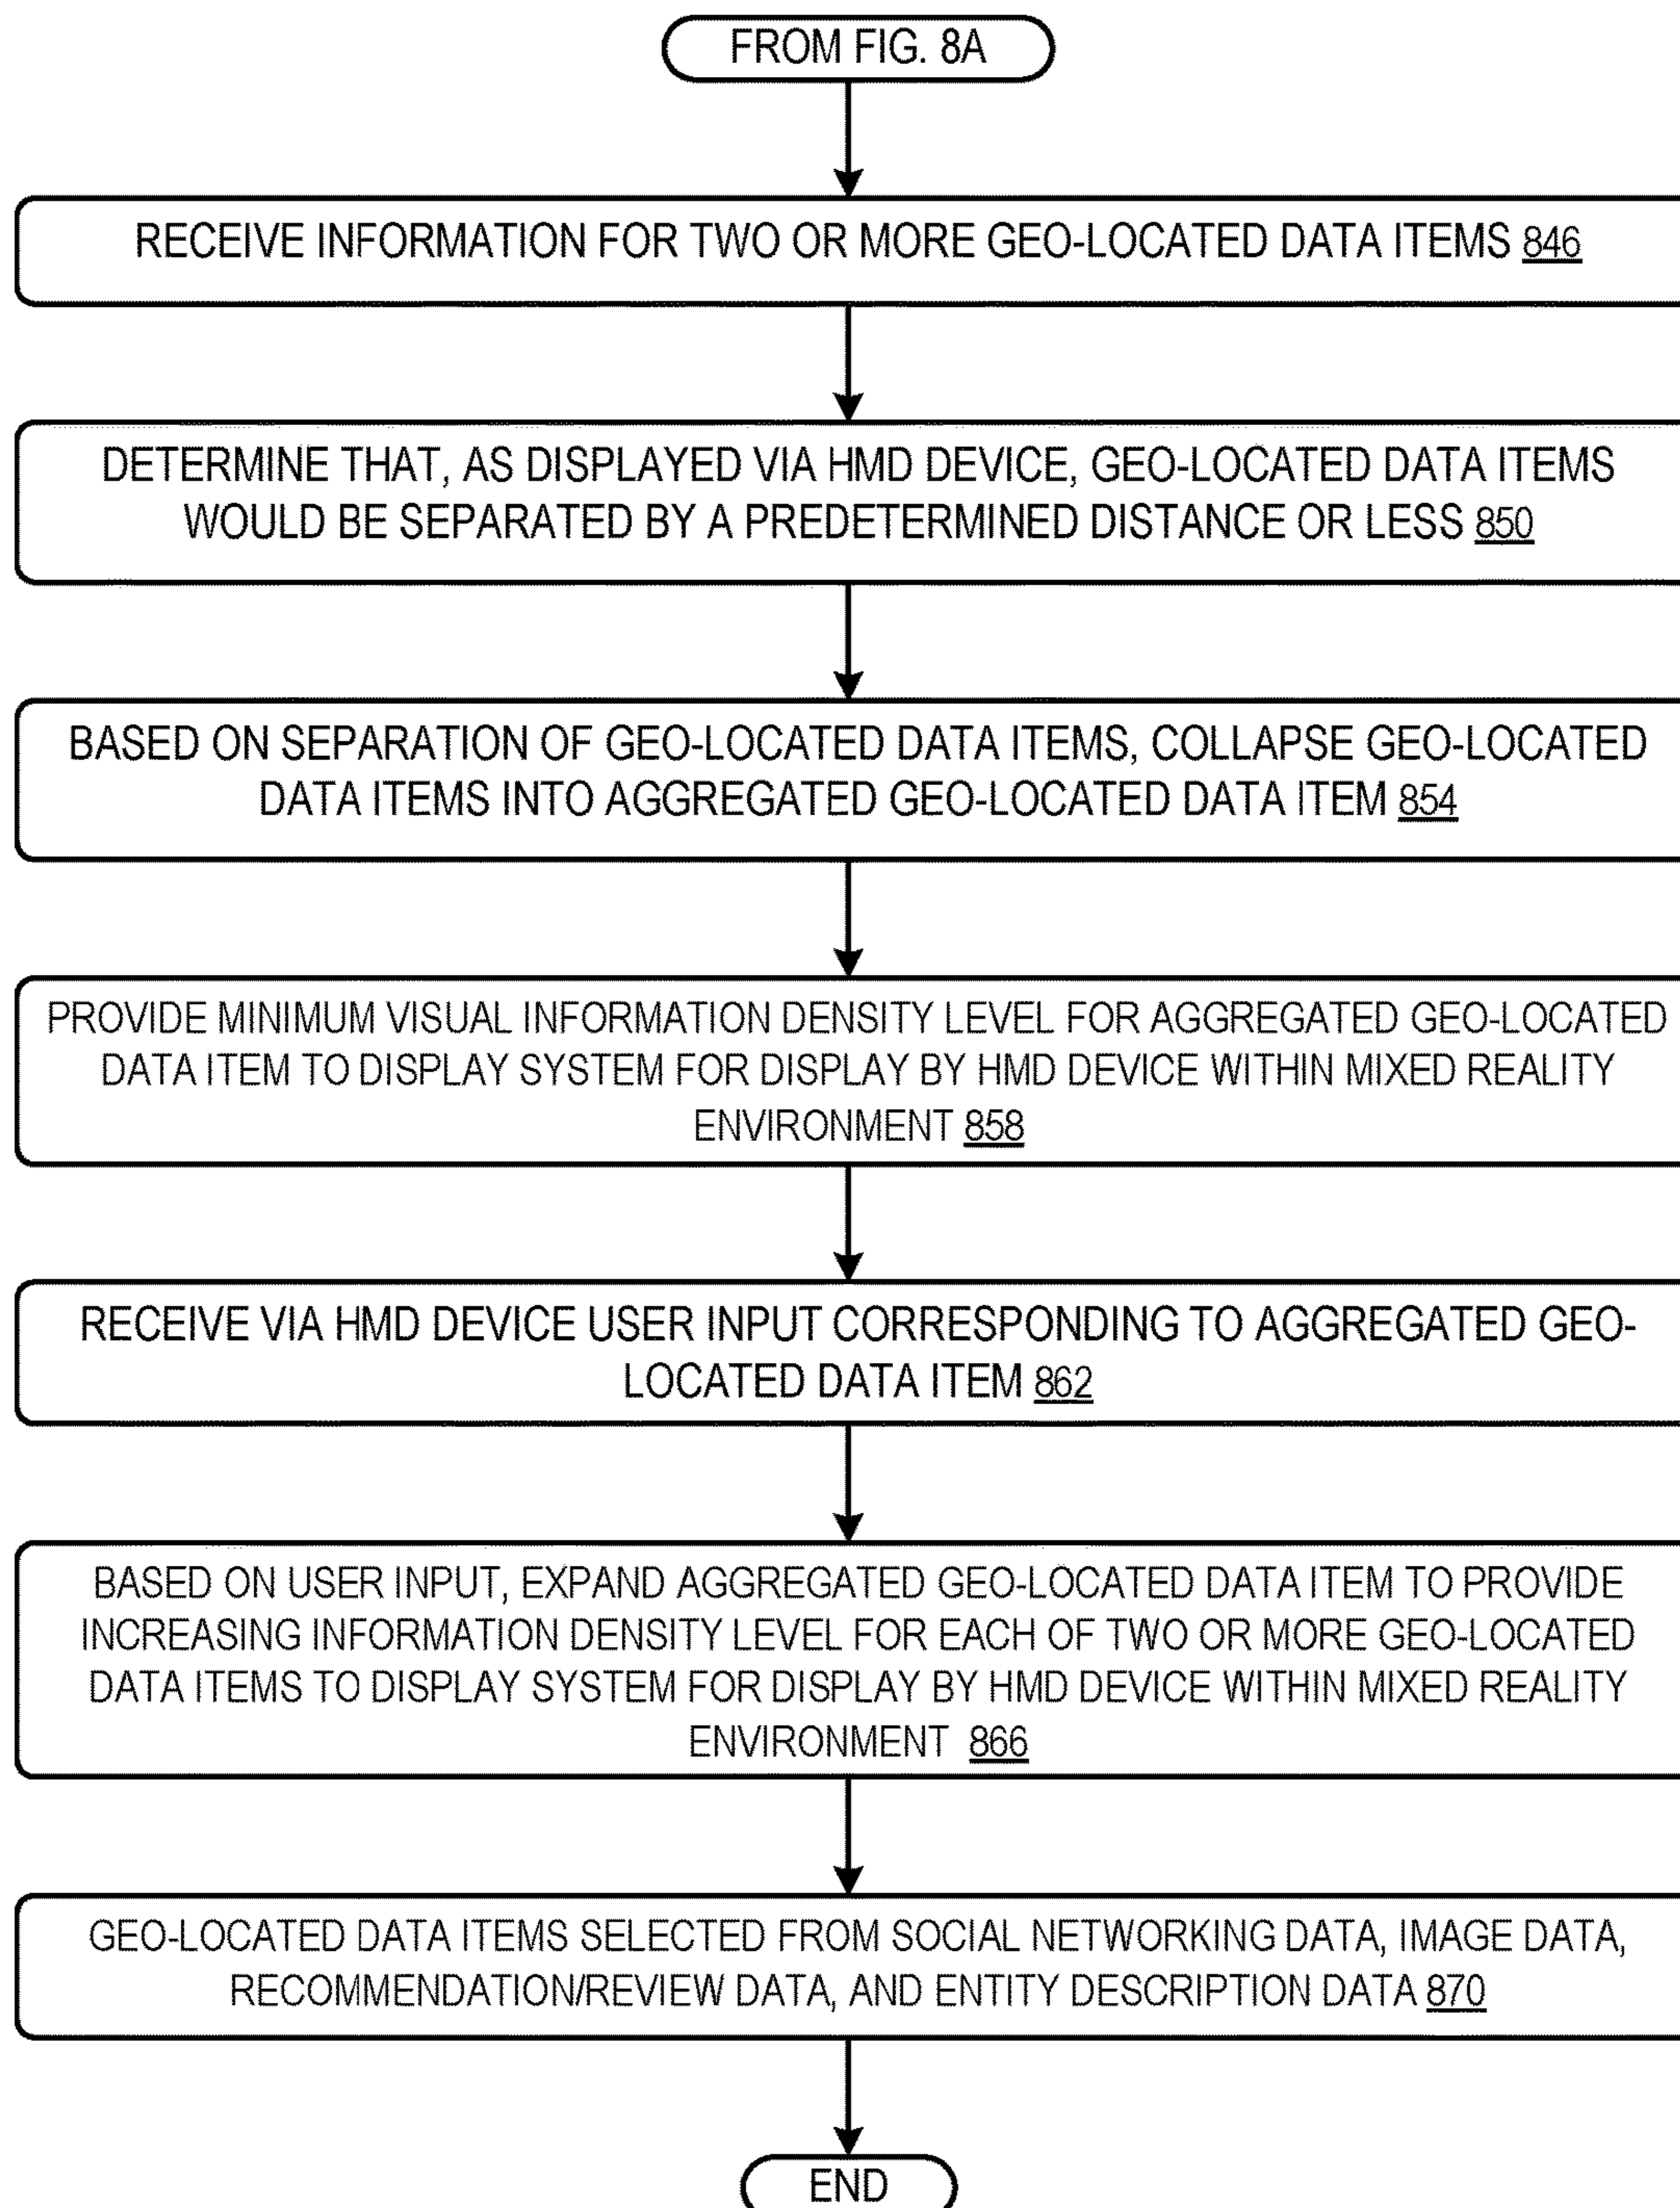 FROM FIG. 8A
RECEIVE INFORMATION FOR TWO OR MORE GEO-LOCATED DATA ITEMS 846
DETERMINE THAT, AS DISPLAYED VIA HMD DEVICE, GEO-LOCATED DATA ITEMS
WOULD BE SEPARATED BY A PREDETERMINED DISTANCE OR LESS 850
BASED ON SEPARATION OF GEO-LOCATED DATA ITEMS, COLLAPSE GEO-LOCATED
DATA ITEMS INTO AGGREGATED GEO-LOCATED DATA ITEM 854
PROVIDE MINIMUM VISUAL INFORMATION DENSITY LEVEL FOR AGGREGATED GEO-LOCATED
DATA ITEM TO DISPLAY SYSTEM FOR DISPLAY BY HMD DEVICE WITHIN MIXED REALITY
ENVIRONMENT 858
RECEIVE VIA HMD DEVICE USER INPUT CORRESPONDING TO AGGREGATED GEO-
LOCATED DATA ITEM 862
BASED ON USER INPUT, EXPAND AGGREGATED GEO-LOCATED DATA ITEM TO PROVIDE
INCREASING INFORMATION DENSITY LEVEL FOR EACH OF TWO OR MORE GEO-LOCATED
DATA ITEMS TO DISPLAY SYSTEM FOR DISPLAY BY HMD DEVICE WITHIN MIXED REALITY
ENVIRONMENT 866
GEO-LOCATED DATA ITEMS SELECTED FROM SOCIAL NETWORKING DATA, IMAGE DATA,
RECOMMENDATION/REVIEW DATA, AND ENTITY DESCRIPTION DATA 870
END